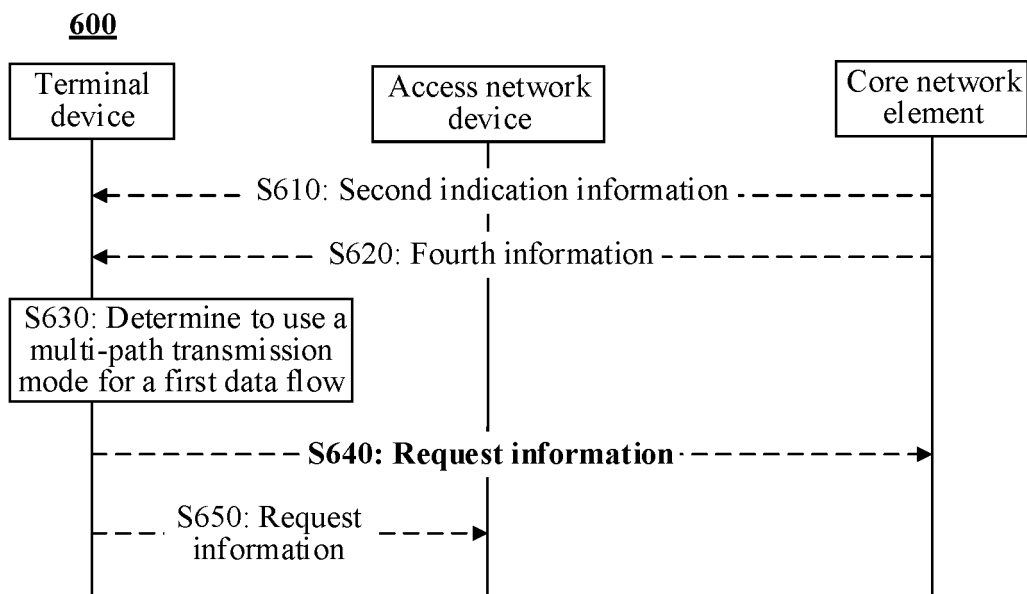 600
Terminal
device
Access network
device
Core network
element
S610: Second indication information
S620: Fourth information
S630: Determine to use a
multi-path transmission
mode for a first data flow
S640: Request information
S650: Request
information